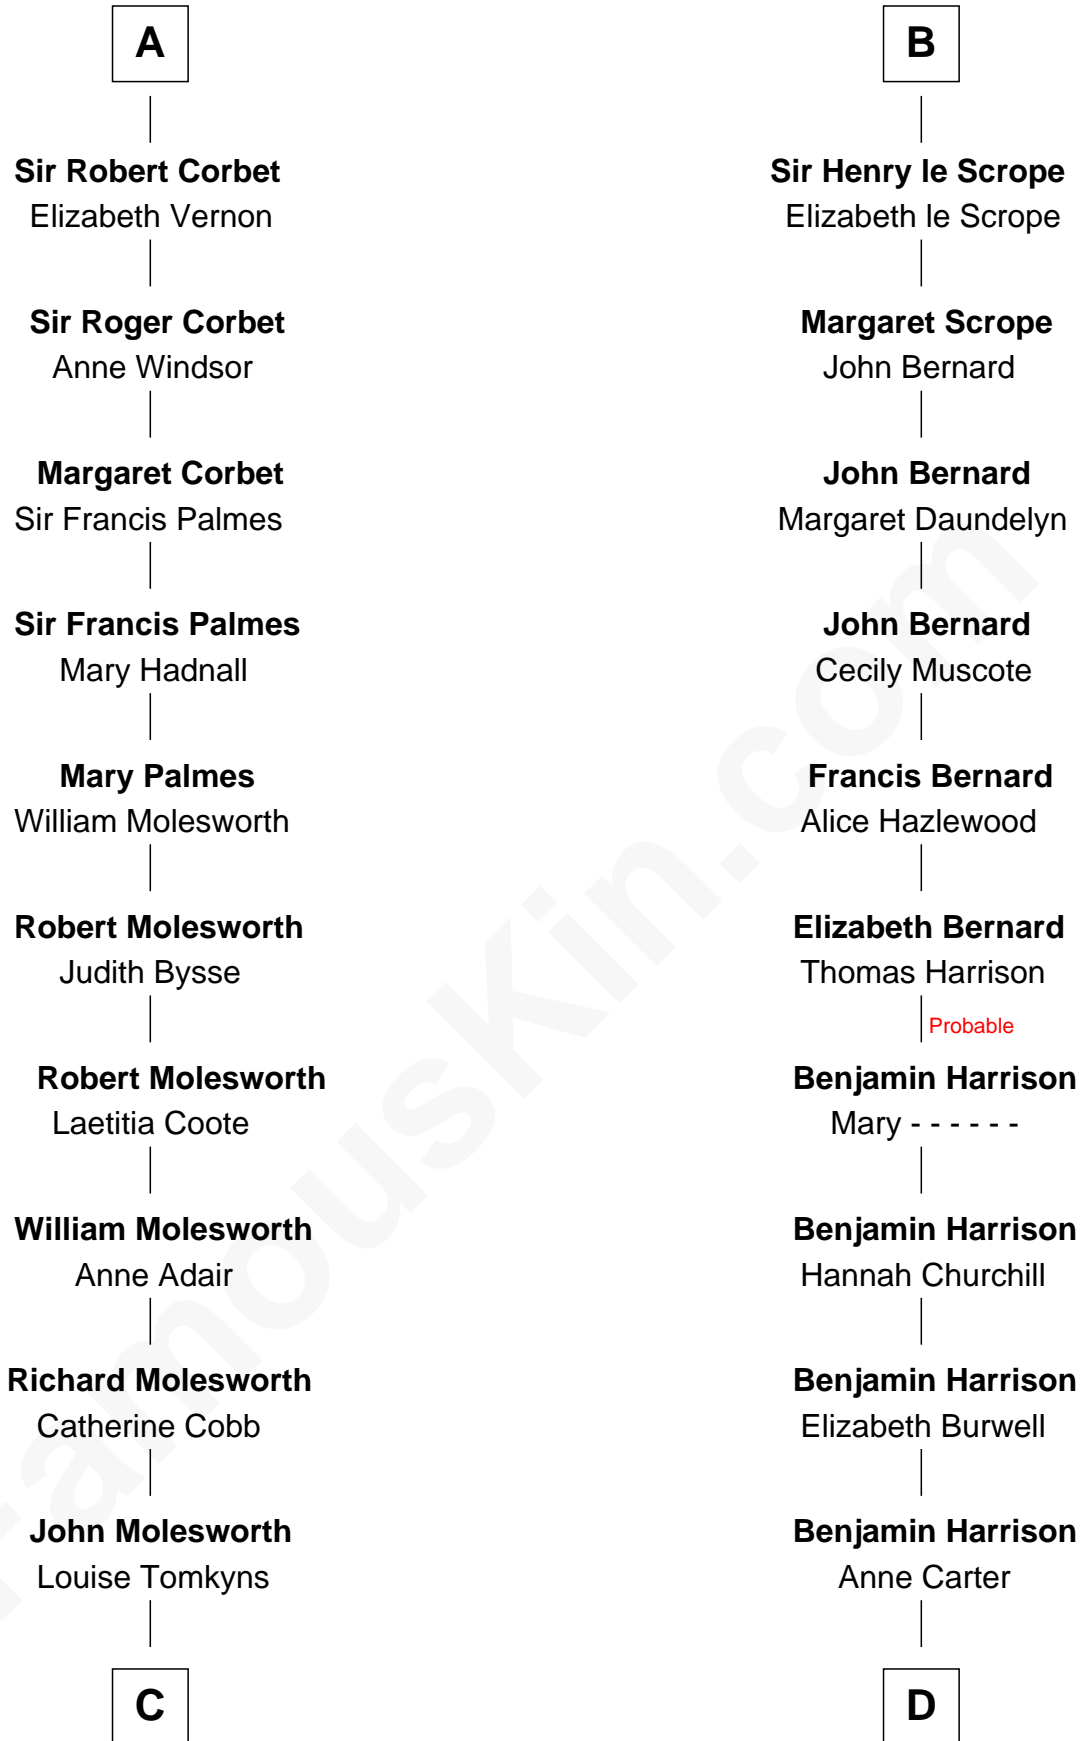 A
Sir Robert Corbet
Elizabeth Vernon
Sir Roger Corbet
Anne Windsor
Margaret Corbet
Sir Francis Palmes
Sir Francis Palmes
Mary Hadnall
Mary Palmes
William Molesworth
Robert Molesworth
Judith Bysse
Robert Molesworth
Laetitia Coote
William Molesworth
Anne Adair
Richard Molesworth
Catherine Cobb
John Molesworth
Louise Tomkyns
C
B
Sir Henry le Scrope
Elizabeth le Scrope
Margaret Scrope
John Bernard
John Bernard
Margaret Daundelyn
John Bernard
Cecily Muscote
Francis Bernard
Alice Hazlewood
Elizabeth Bernard
Thomas Harrison
Probable
Benjamin Harrison
Mary - - - - - -
Benjamin Harrison
Hannah Churchill
Benjamin Harrison
Elizabeth Burwell
Benjamin Harrison
Anne Carter
D
FamousKin.com